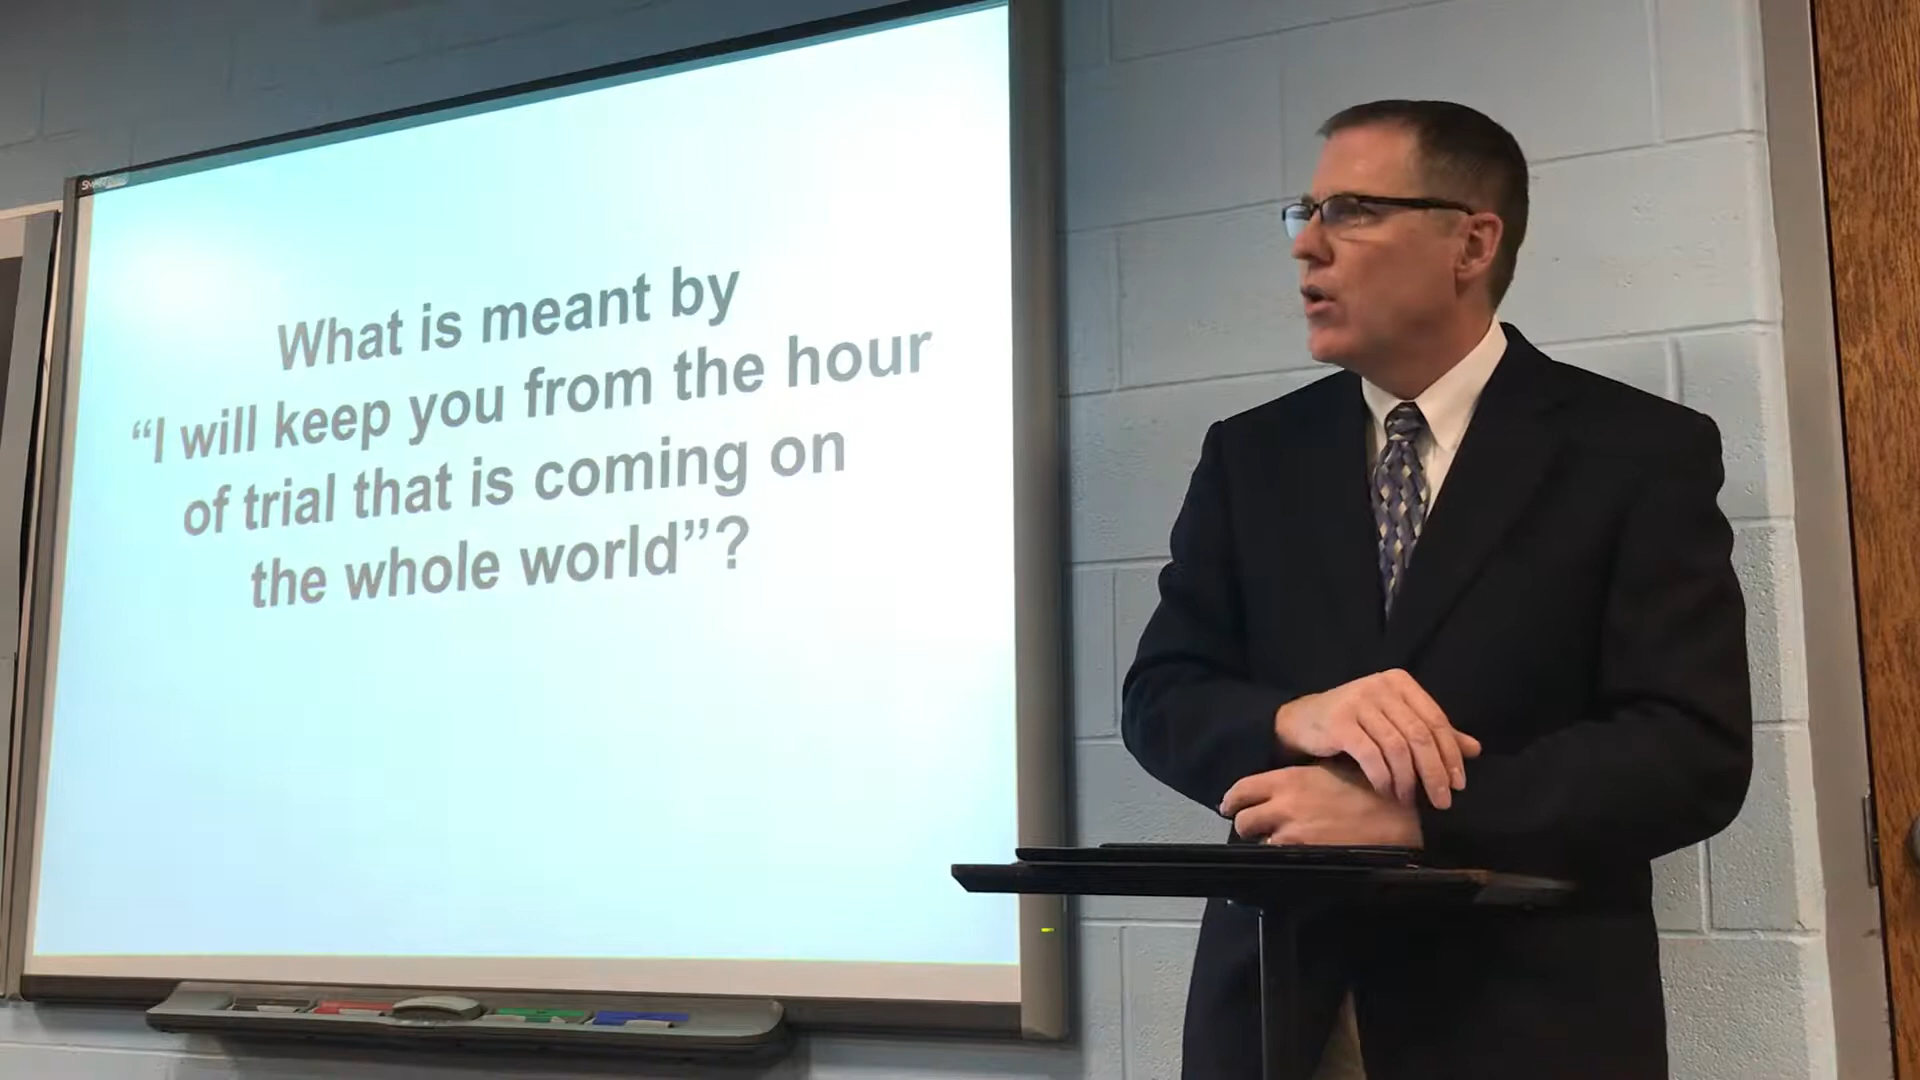 What is meant by
“I will keep you from the hour
of trial that is coming on
the whole world”?